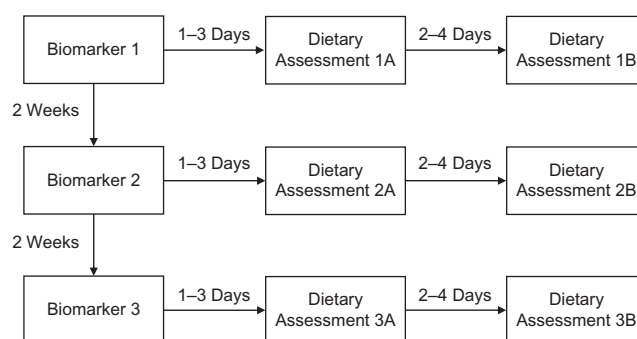 Biomarker 1
1–3 Days
Dietary
Assessment 1A
2–4 Days
Dietary
Assessment 1B
2 Weeks
Biomarker 2
1–3 Days
Dietary
Assessment 2A
2–4 Days
Dietary
Assessment 2B
2 Weeks
Biomarker 3
1–3 Days
Dietary
Assessment 3A
2–4 Days
Dietary
Assessment 3B